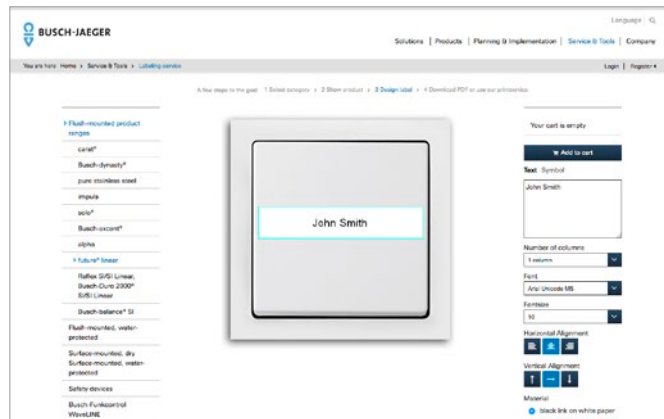 Language
BUSCH-JAEGER
Solutions | Products | Planning & Implementation | Service & Tools | Company
You are here: Home › Service & Tools › Labeling service
Login | Register
A few steps to the goal: 1 Select category › 2 Show product › 3 Design label › 4 Download PDF or use our printservice.
Flush-mounted product ranges
carat®
Busch-dynasty®
pure stainless steel
impuls
solo®
Busch-axcent®
alpha
future® linear
Reflex SI/SI Linear,
Busch-Duro 2000®
SI/SI Linear
Busch-balance® SI
Flush-mounted, water-
protected
Surface-mounted, dry
Surface-mounted, water-
protected
Safety devices
Busch-Funkcontrol
WaveLINE
John Smith
Your cart is empty
Add to cart
Text Symbol
John Smith
Number of columns
1 column
Font
Arial Unicode MS
Fontsize
10
Horizontal Alignment
Vertical Alignment
Material
black ink on white paper